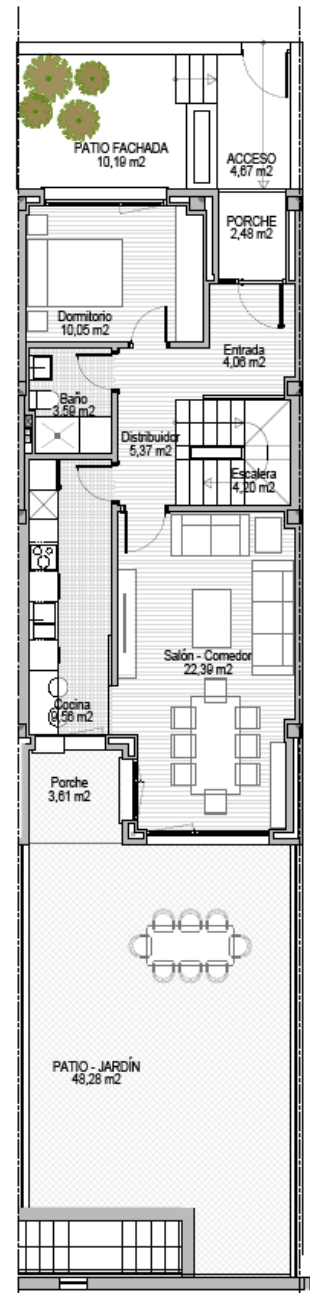 PATIO FACHADA
10,19 m2
ACCESO
4,67 m2
PORCHE
2,48 m2
Dormitorio
10,05 m2
Entrada
4,06 m2
Baño
3,59 m2
Distribuidor
5,37 m2
Escalera
4,20 m2
Salón - Comedor
22,39 m2
Cocina
9,56 m2
Porche
3,61 m2
PATIO - JARDÍN
48,28 m2